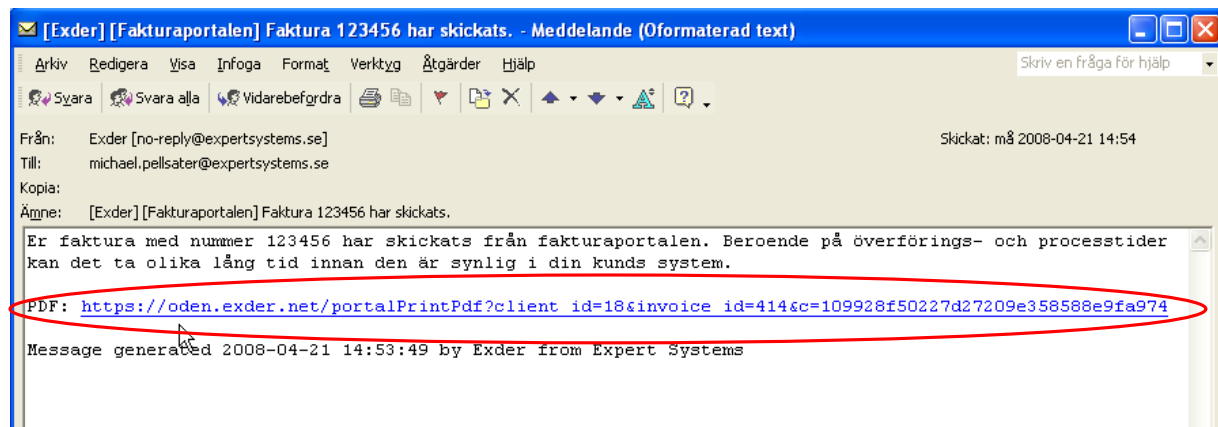 [Exder] [Fakturaportalen] Faktura 123456 har skickats. - Meddelande (Oformaterad text)
Arkiv Redigera Visa Infoga Format Verktyg Åtgärder Hjälp Skriv en fråga för hjälp
Svara Svara alla Vidarebefordra
Från: Exder [no-reply@expertsystems.se] Skickat: må 2008-04-21 14:54
Till: michael.pellsater@expertsystems.se
Kopia:
Ämne: [Exder] [Fakturaportalen] Faktura 123456 har skickats.
Er faktura med nummer 123456 har skickats från fakturaportalen. Beroende på överförings- och processtider
kan det ta olika lång tid innan den är synlig i din kunds system.
PDF: https://oden.exder.net/portalPrintPdf?client_id=18&invoice_id=414&c=109928f50227d27209e358588e9fa974
Message generated 2008-04-21 14:53:49 by Exder from Expert Systems